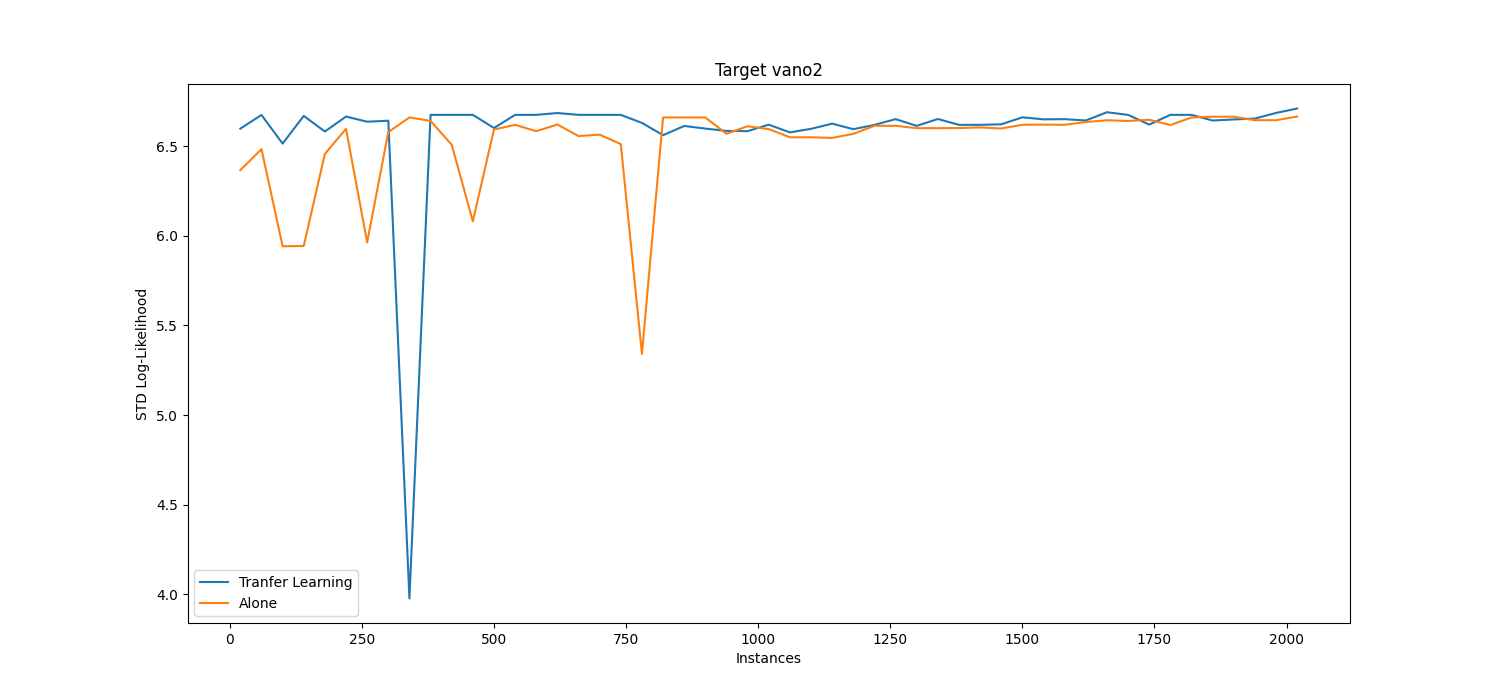 Target vano2
STD Log-Likelihood
6.5
6.0
5.5
5.0
4.5
4.0
Tranfer Learning
Alone
0 250 500 750 1000 1250 1500 1750 2000
Instances